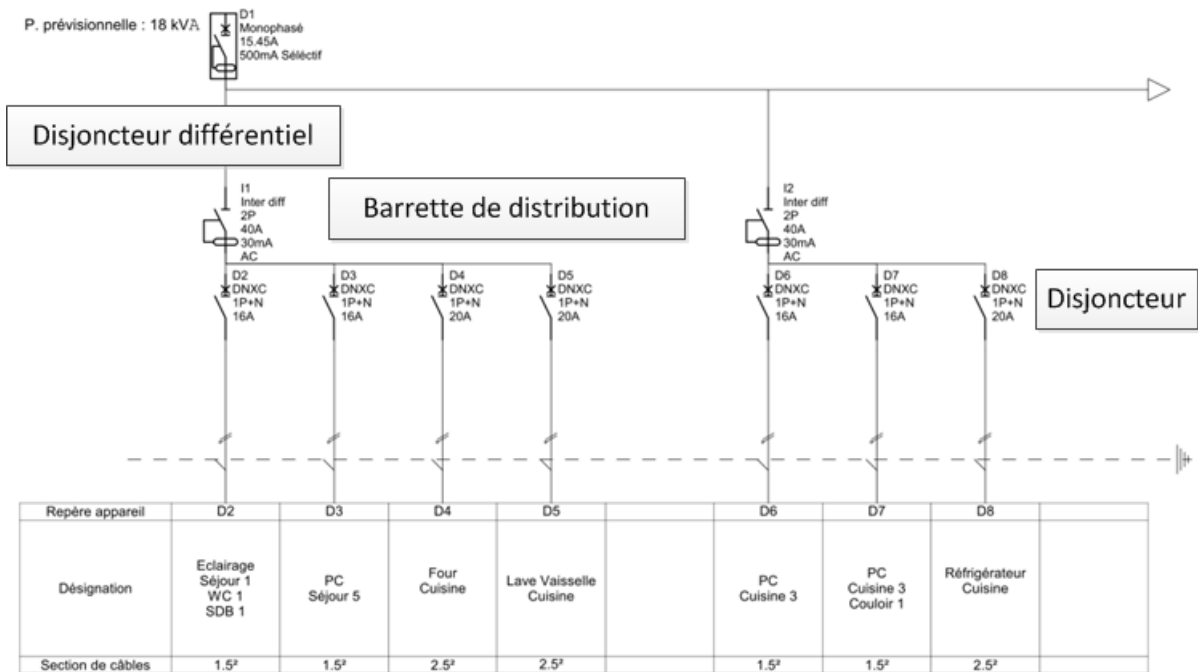 P. prévisionnelle : 18 kVA
D1
Monophasé
15.45A
500mA Séléctif
Disjoncteur différentiel
Barrette de distribution
I1
Inter diff
2P
40A
30mA
AC
I2
Inter diff
2P
40A
30mA
AC
D2
DNXC
1P+N
16A
D3
DNXC
1P+N
16A
D4
DNXC
1P+N
20A
D5
DNXC
1P+N
20A
D6
DNXC
1P+N
16A
D7
DNXC
1P+N
16A
D8
DNXC
1P+N
20A
Disjoncteur
Repère appareil D2 D3 D4 D5 D6 D7 D8
Désignation
Eclairage
Séjour 1
WC 1
SDB 1
PC
Séjour 5
Four
Cuisine
Lave Vaisselle
Cuisine
PC
Cuisine 3
PC
Cuisine 3
Couloir 1
Réfrigérateur
Cuisine
Section de câbles 1.5² 1.5² 2.5² 2.5² 1.5² 1.5² 2.5²